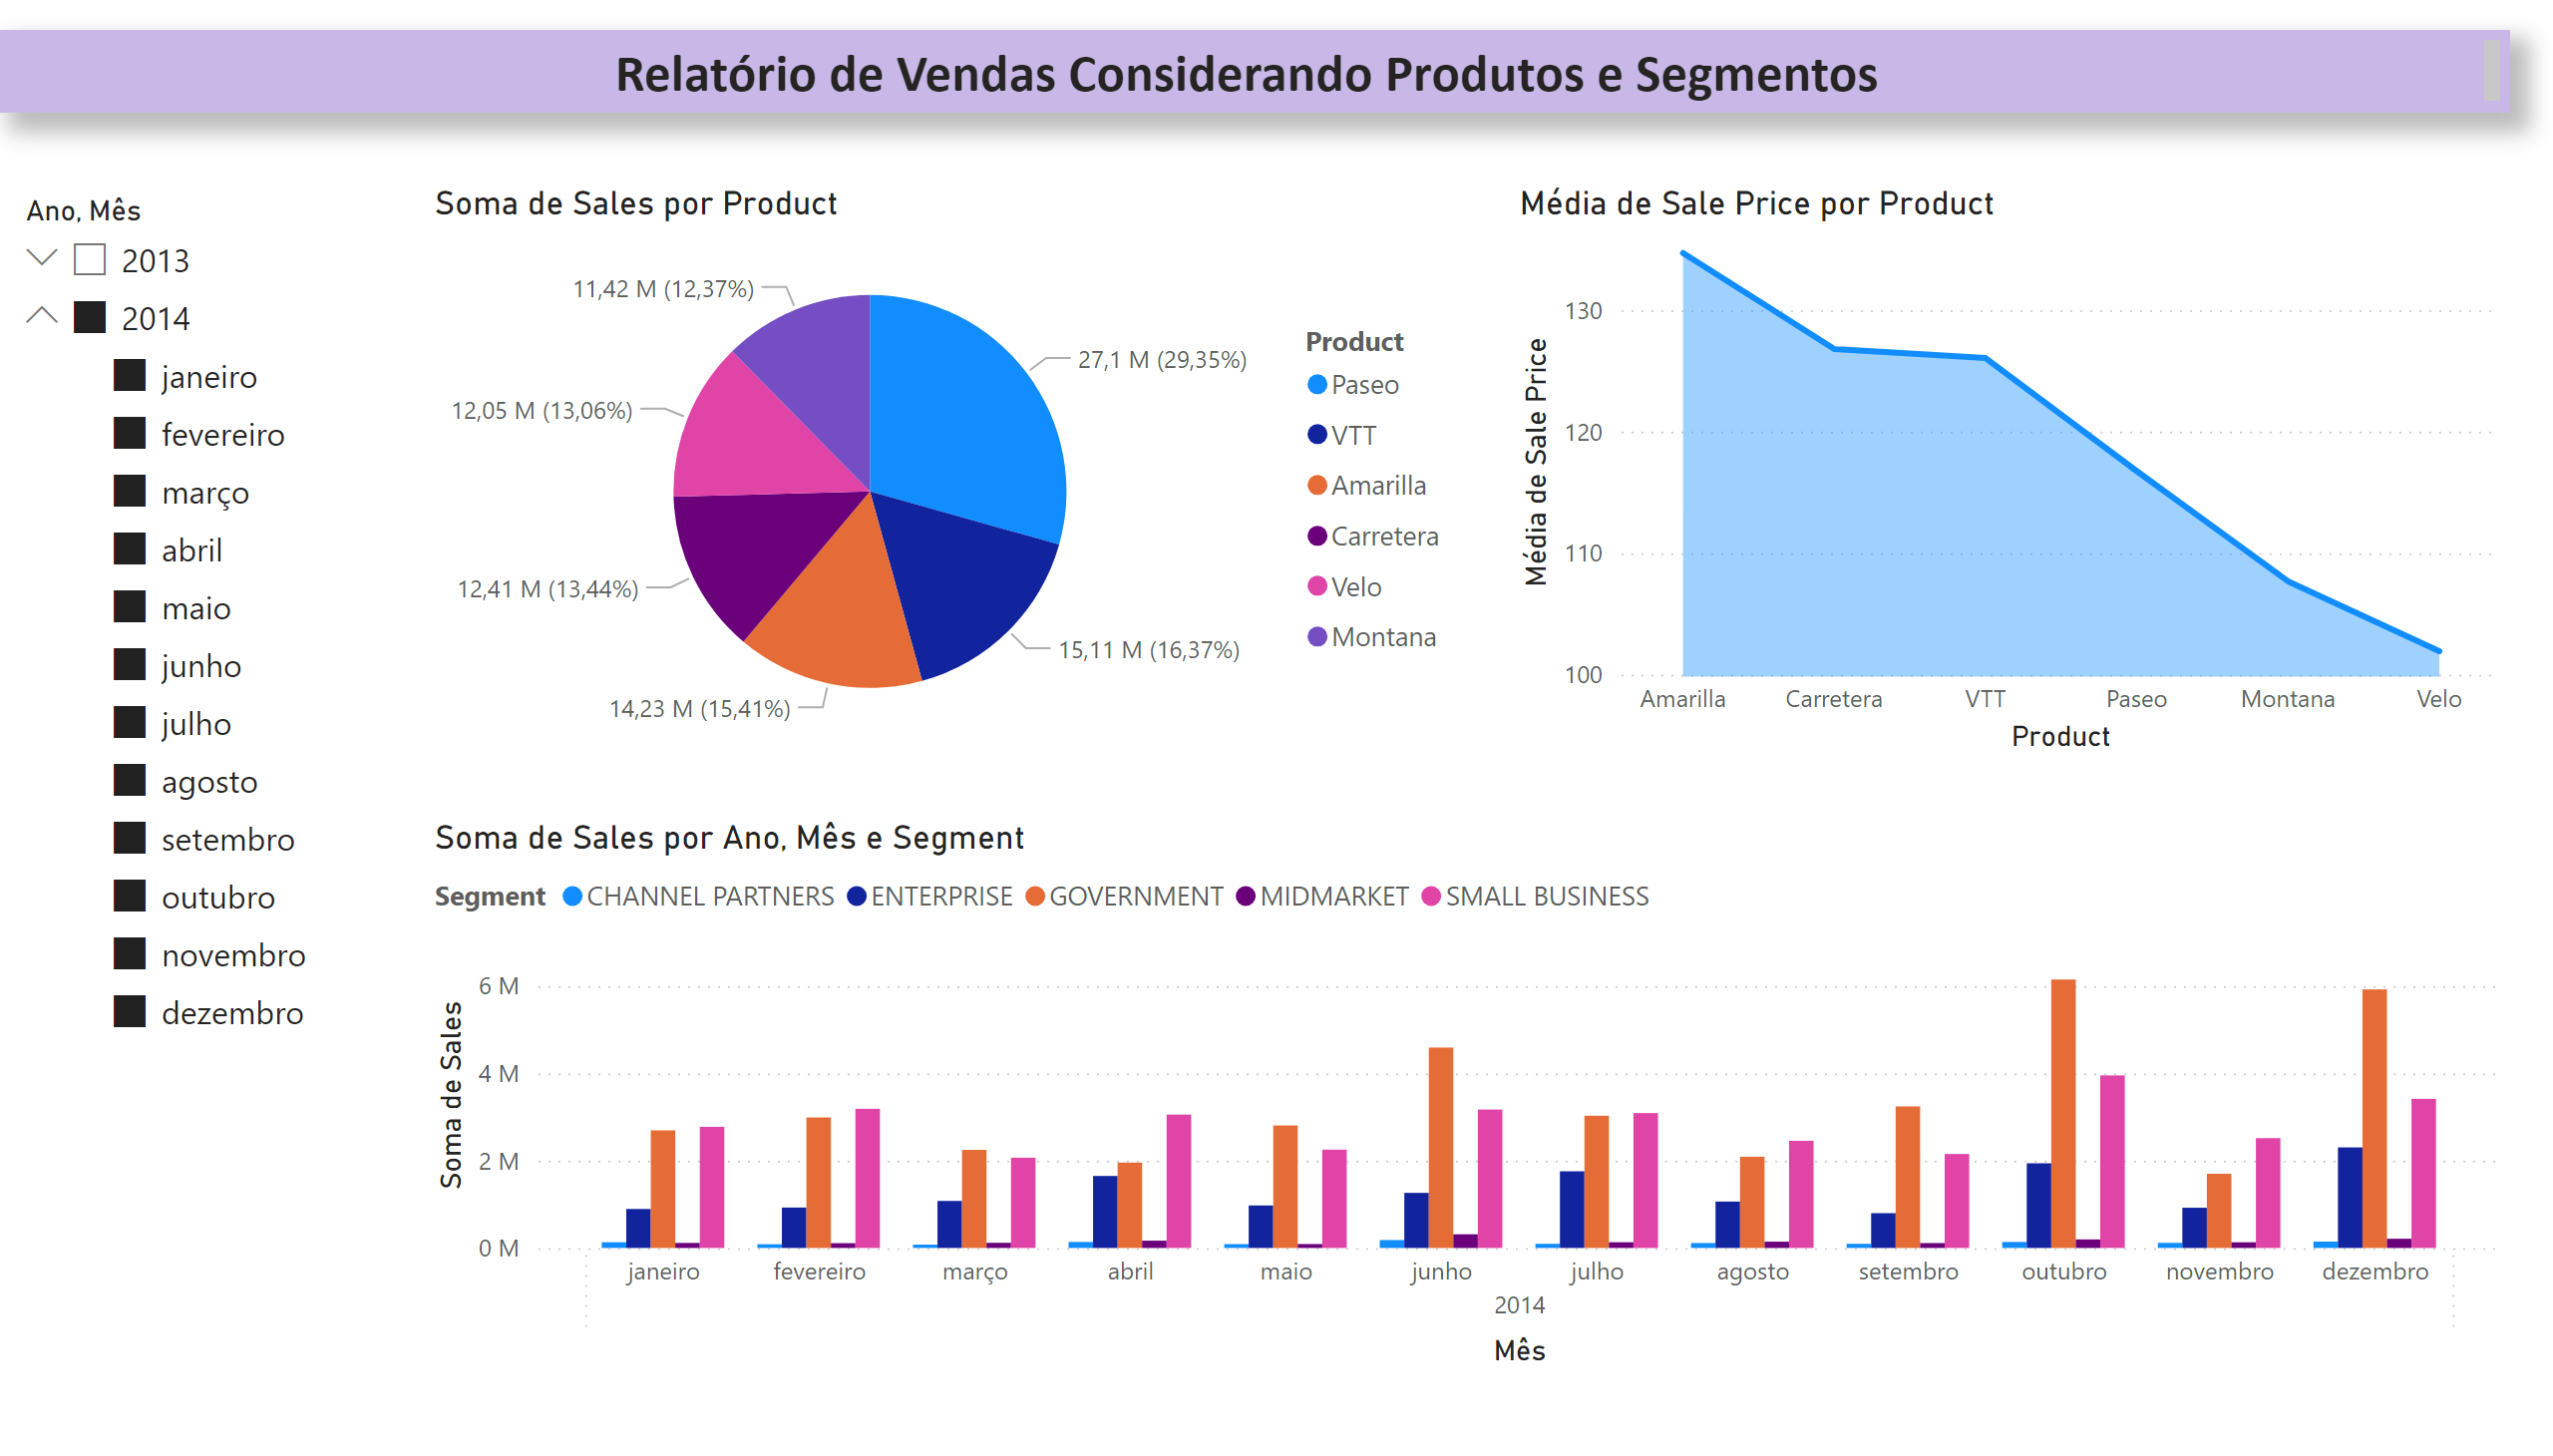 Relatório de Vendas Considerando Produtos e Segmentos
Ano, Mês
2013
2014
janeiro
fevereiro
março
abril
maio
junho
julho
agosto
setembro
outubro
novembro
dezembro
Soma de Sales por Product
11,42 M (12,37%)
27,1 M (29,35%)
12,05 M (13,06%)
12,41 M (13,44%)
15,11 M (16,37%)
14,23 M (15,41%)
Product
Paseo
VTT
Amarilla
Carretera
Velo
Montana
Média de Sale Price por Product
Média de Sale Price
130
120
110
100
Amarilla Carretera VTT Paseo Montana Velo
Product
Soma de Sales por Ano, Mês e Segment
Segment CHANNEL PARTNERS ENTERPRISE GOVERNMENT MIDMARKET SMALL BUSINESS
Soma de Sales
6 M
4 M
2 M
0 M
janeiro fevereiro março abril maio junho julho agosto setembro outubro novembro dezembro
2014
Mês